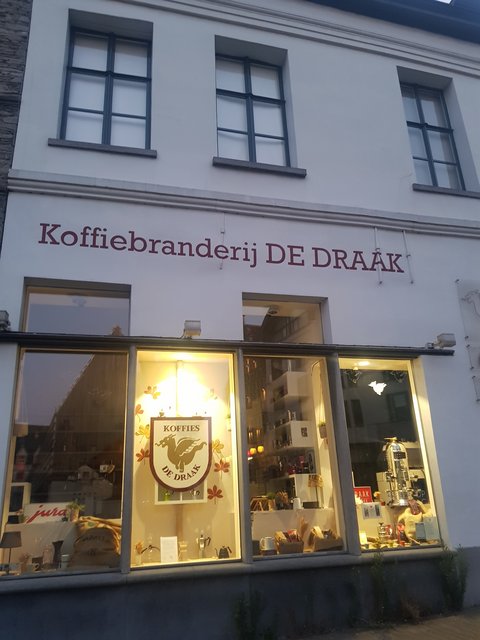 Koffiebranderij DE DRAAK
KOFFIES
DE DRAAK
jura